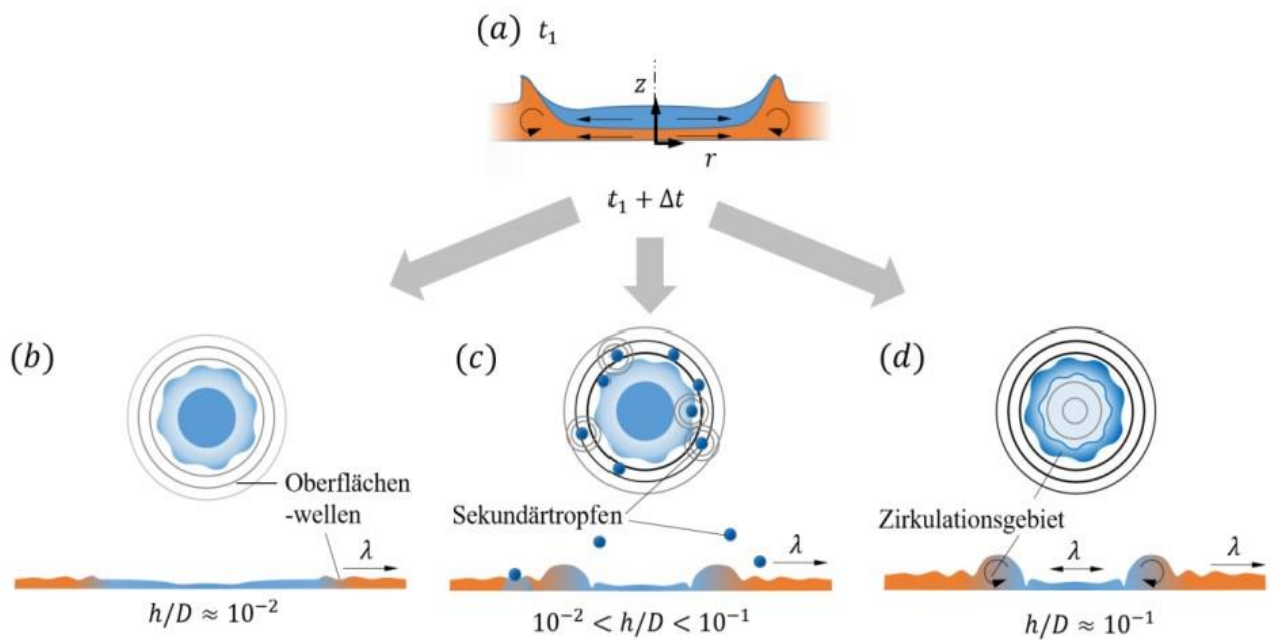 (a) t₁
z
r
t₁ + Δt
(b)
(c)
(d)
Oberflächen
-wellen
Sekundärtropfen
Zirkulationsgebiet
λ
λ
λ
λ
h/D ≈ 10⁻²
10⁻² < h/D < 10⁻¹
h/D ≈ 10⁻¹